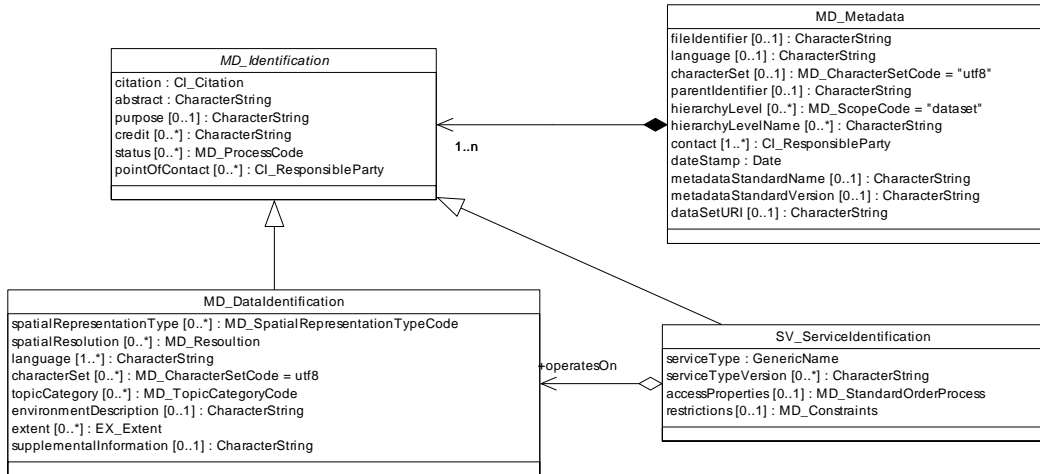 MD_Identification
citation : CI_Citation
abstract : CharacterString
purpose [0..1] : CharacterString
credit [0..*] : CharacterString
status [0..*] : MD_ProcessCode
pointOfContact [0..*] : CI_ResponsibleParty
1..n
MD_Metadata
fileIdentifier [0..1] : CharacterString
language [0..1] : CharacterString
characterSet [0..1] : MD_CharacterSetCode = "utf8"
parentIdentifier [0..1] : CharacterString
hierarchyLevel [0..*] : MD_ScopeCode = "dataset"
hierarchyLevelName [0..*] : CharacterString
contact [1..*] : CI_ResponsibleParty
dateStamp : Date
metadataStandardName [0..1] : CharacterString
metadataStandardVersion [0..1] : CharacterString
dataSetURI [0..1] : CharacterString
MD_DataIdentification
spatialRepresentationType [0..*] : MD_SpatialRepresentationTypeCode
spatialResolution [0..*] : MD_Resoultion
language [1..*] : CharacterString
characterSet [0..*] : MD_CharacterSetCode = utf8
topicCategory [0..*] : MD_TopicCategoryCode
environmentDescription [0..1] : CharacterString
extent [0..*] : EX_Extent
supplementalInformation [0..1] : CharacterString
+operatesOn
SV_ServiceIdentification
serviceType : GenericName
serviceTypeVersion [0..*] : CharacterString
accessProperties [0..1] : MD_StandardOrderProcess
restrictions [0..1] : MD_Constraints